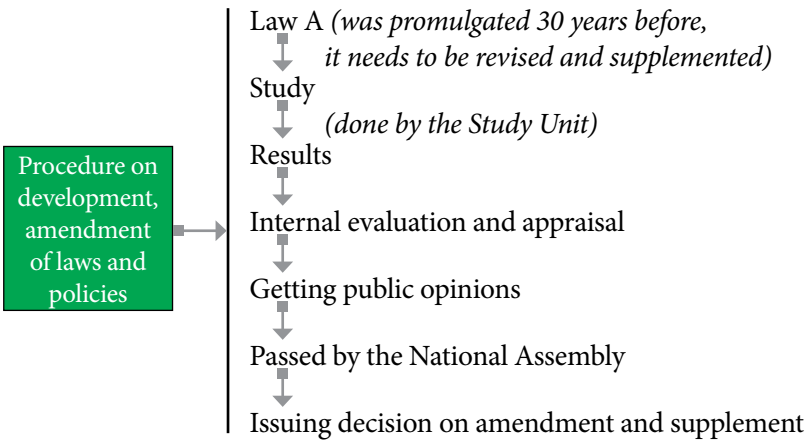 Law A (was promulgated 30 years before,
it needs to be revised and supplemented)
Study
(done by the Study Unit)
Results
Procedure on
development,
amendment
of laws and
policies
Internal evaluation and appraisal
Getting public opinions
Passed by the National Assembly
Issuing decision on amendment and supplement